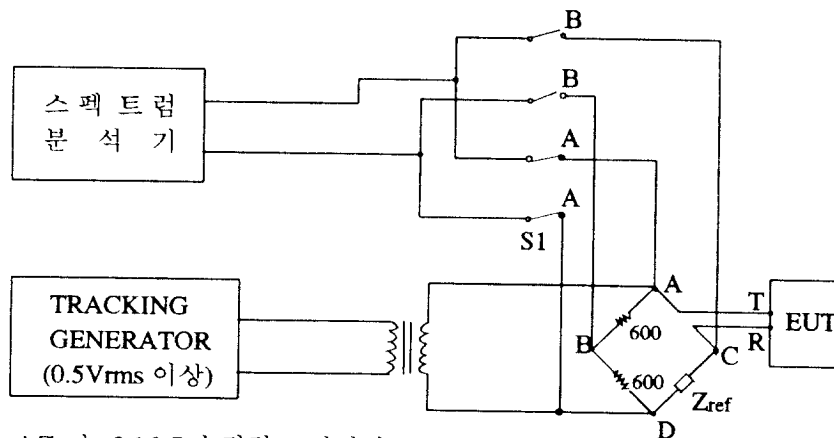 B
B
스 펙 트 럼
분 석 기
A
A
S1
A
TRACKING
GENERATOR
(0.5Vrms 이상)
T
EUT
R
600
B
C
600
Zref
D